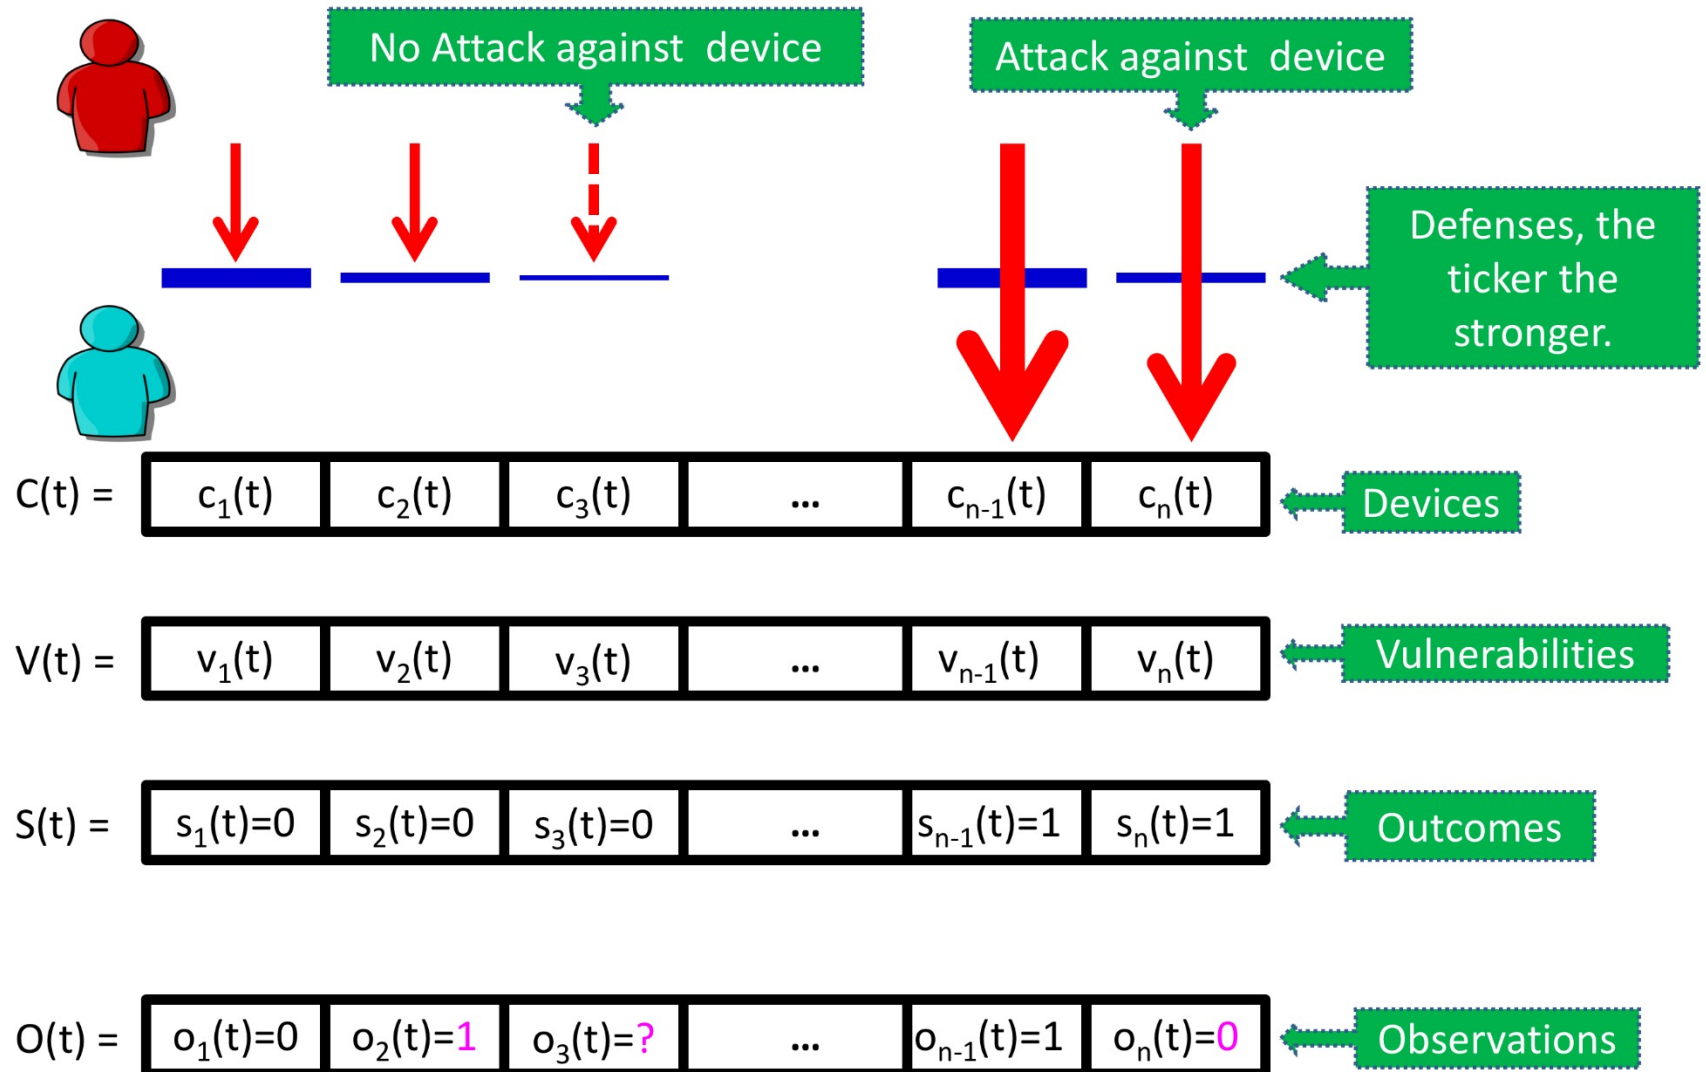 No Attack against device
Attack against device
Defenses, the
ticker the
stronger.
C(t) = c₁(t) c₂(t) c₃(t) ... cₙ₋₁(t) cₙ(t) Devices
V(t) = v₁(t) v₂(t) v₃(t) ... vₙ₋₁(t) vₙ(t) Vulnerabilities
S(t) = s₁(t)=0 s₂(t)=0 s₃(t)=0 ... sₙ₋₁(t)=1 sₙ(t)=1 Outcomes
O(t) = o₁(t)=0 o₂(t)=1 o₃(t)=? ... oₙ₋₁(t)=1 oₙ(t)=0 Observations